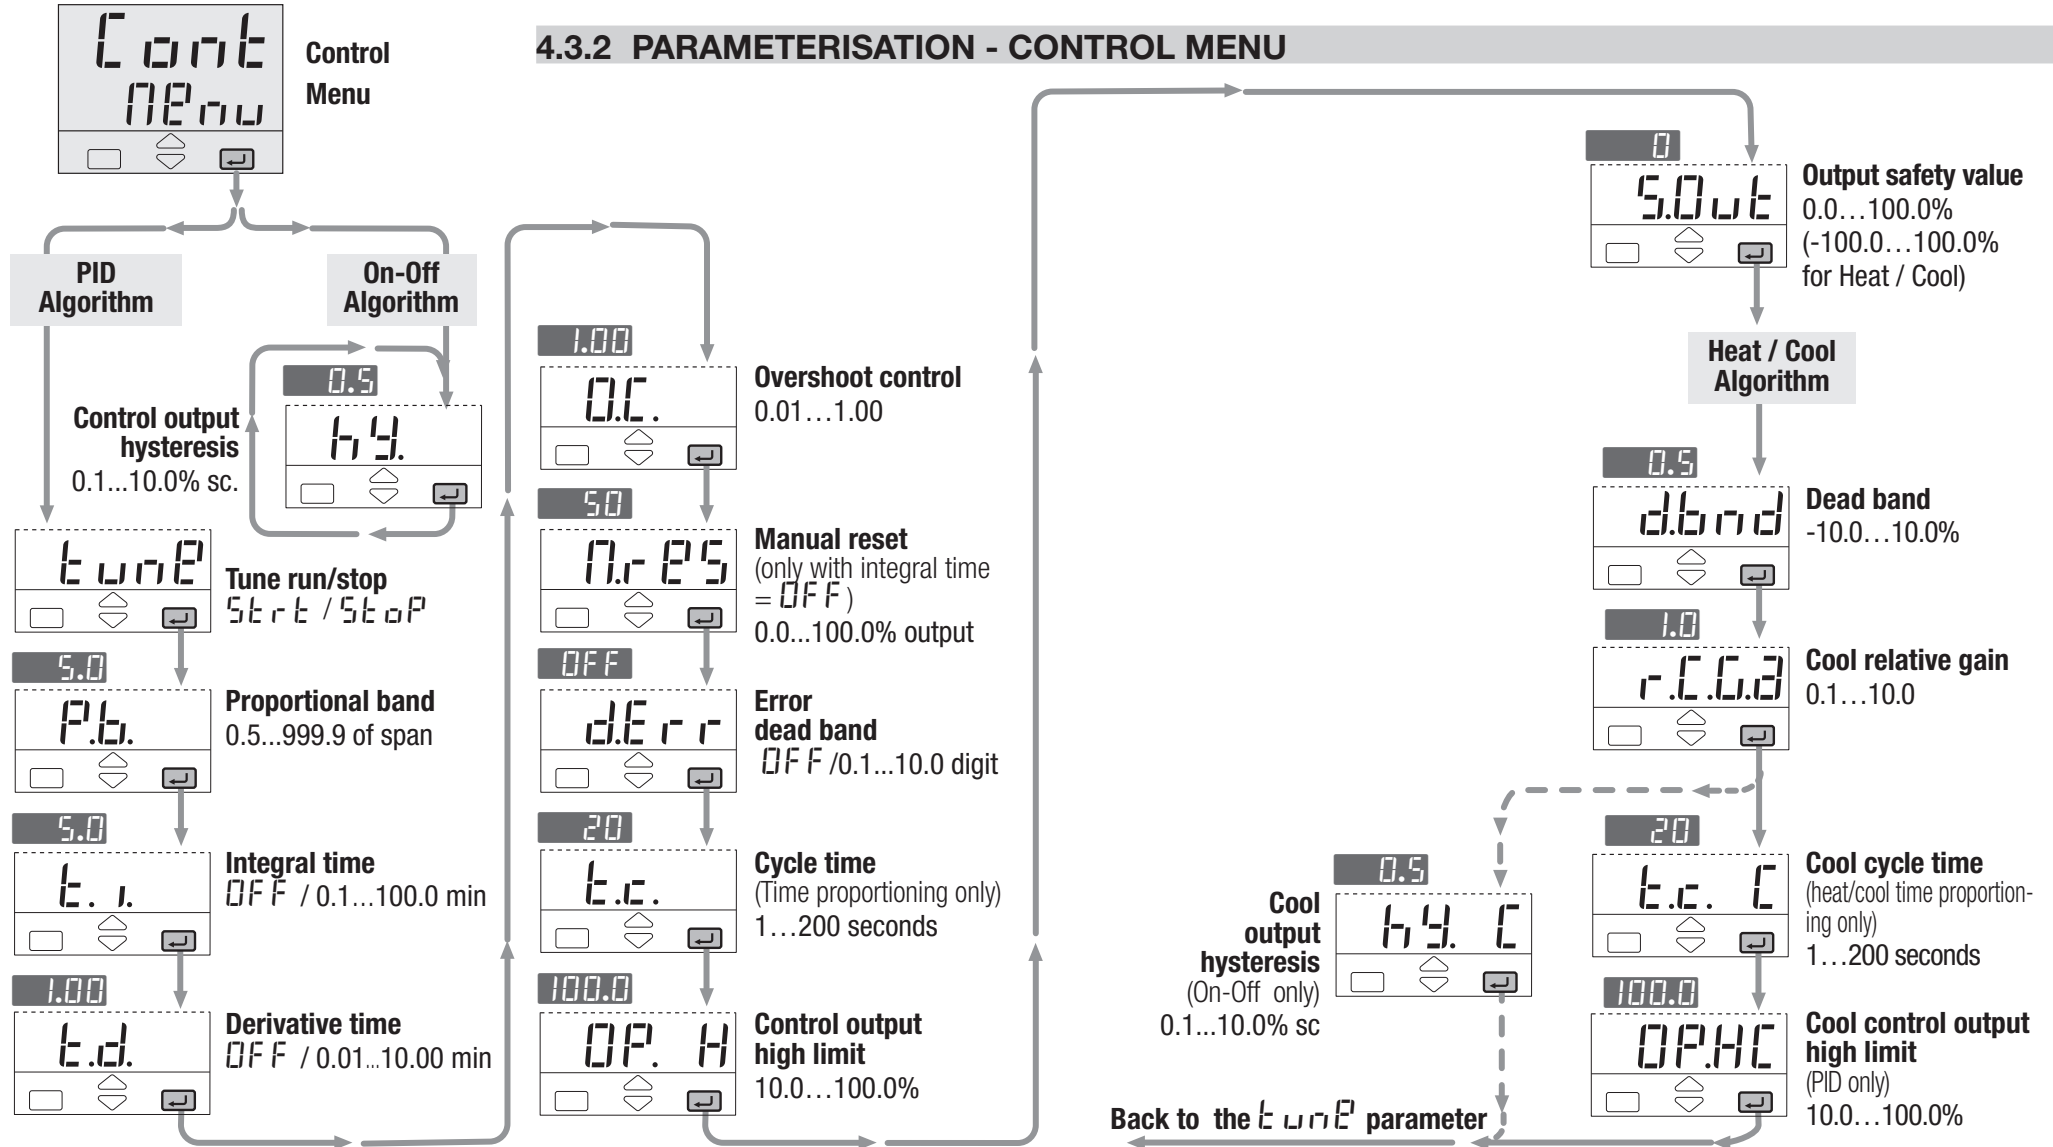 4.3.2 PARAMETERISATION - CONTROL MENU
Cont
MEnu
Control
Menu
PID
Algorithm
On-Off
Algorithm
0.5
hy.
Control output
hysteresis
0.1...10.0% sc.
tunE
Tune run/stop
Strt / StoP
5.0
P.b.
Proportional band
0.5...999.9 of span
5.0
t. i.
Integral time
OFF / 0.1...100.0 min
1.00
t.d.
Derivative time
OFF / 0.01...10.00 min
1.00
O.C.
Overshoot control
0.01…1.00
50
M.rES
Manual reset
(only with integral time
= OFF)
0.0...100.0% output
OFF
d.Err
Error
dead band
OFF /0.1...10.0 digit
20
t.c.
Cycle time
(Time proportioning only)
1…200 seconds
100.0
OP. H
Control output
high limit
10.0…100.0%
0
S.Out
Output safety value
0.0…100.0%
(-100.0…100.0%
for Heat / Cool)
Heat / Cool
Algorithm
0.5
d.bnd
Dead band
-10.0…10.0%
1.0
r.C.G.a
Cool relative gain
0.1…10.0
0.5
hy. C
Cool
output
hysteresis
(On-Off only)
0.1...10.0% sc
20
t.c. C
Cool cycle time
(heat/cool time proportion-
ing only)
1…200 seconds
100.0
OP.HC
Cool control output
high limit
(PID only)
10.0…100.0%
Back to the tunE parameter